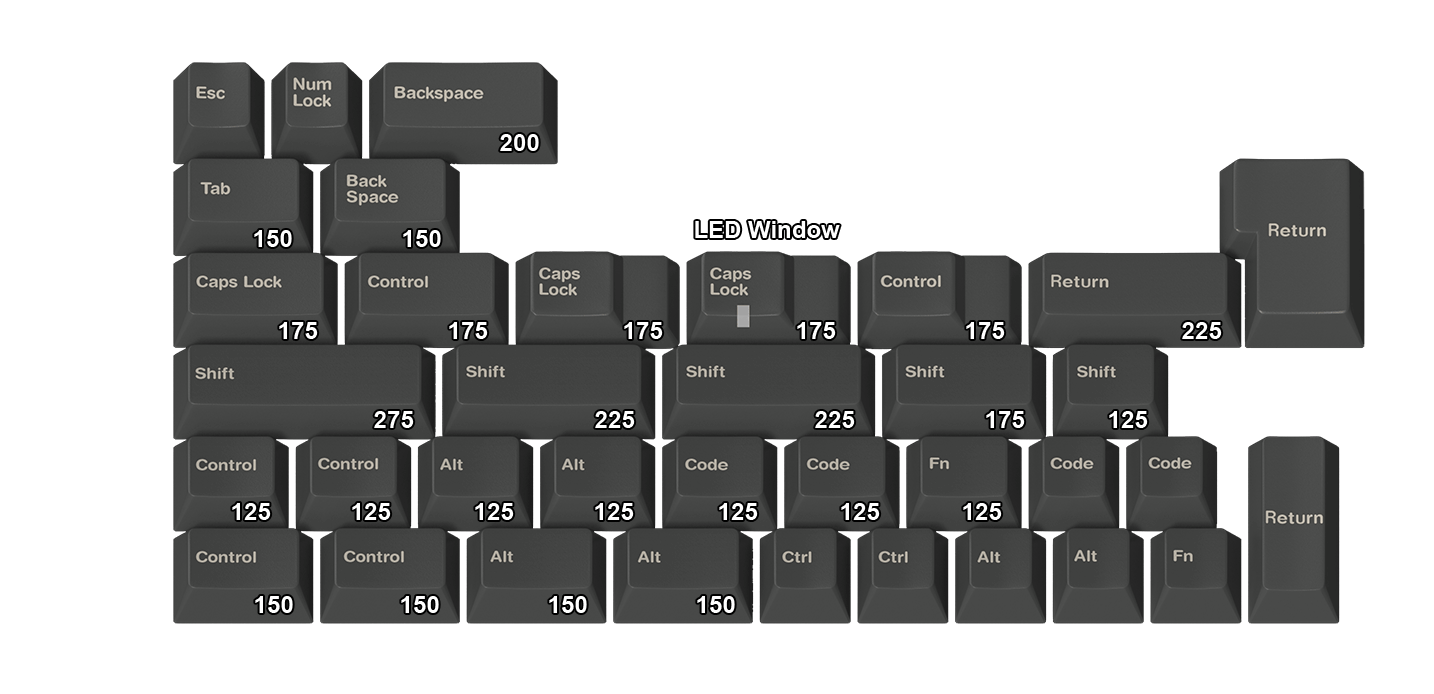 Esc
Num
Lock
Backspace
200
Tab
150
Back
Space
150
LED Window
Return
Caps Lock
175
Control
175
Caps
Lock
175
Caps
Lock
175
Control
175
Return
225
Shift
275
Shift
225
Shift
225
Shift
175
Shift
125
Control
125
Control
125
Alt
125
Alt
125
Code
125
Code
125
Fn
125
Code
Code
Return
Control
150
Control
150
Alt
150
Alt
150
Ctrl
Ctrl
Alt
Alt
Fn